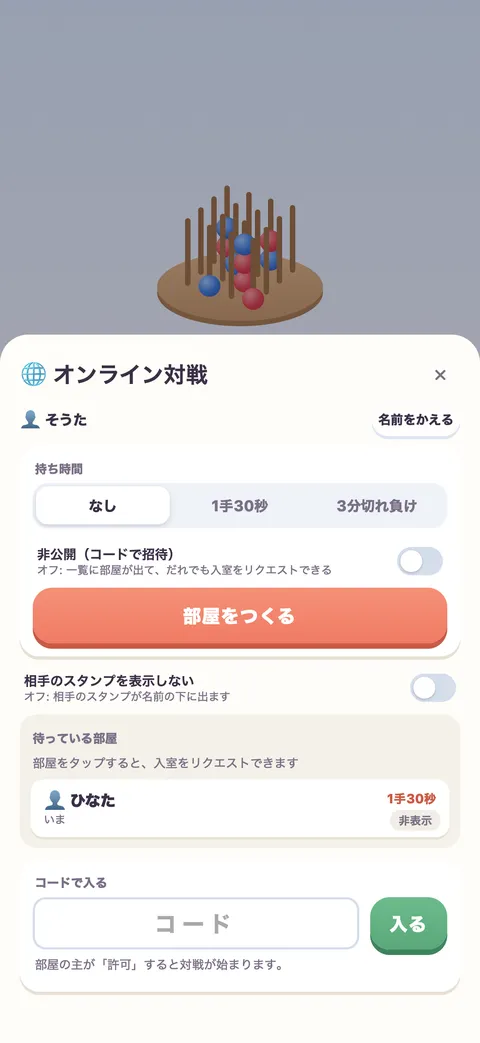 オンライン対戦
そうた
名前をかえる
持ち時間
なし
1手30秒
3分切れ負け
非公開（コードで招待）
オフ: 一覧に部屋が出て、だれでも入室をリクエストできる
部屋をつくる
相手のスタンプを表示しない
オフ: 相手のスタンプが名前の下に出ます
待っている部屋
部屋をタップすると、入室をリクエストできます
ひなた
1手30秒
いま
非表示
コードで入る
コード
入る
部屋の主が「許可」すると対戦が始まります。